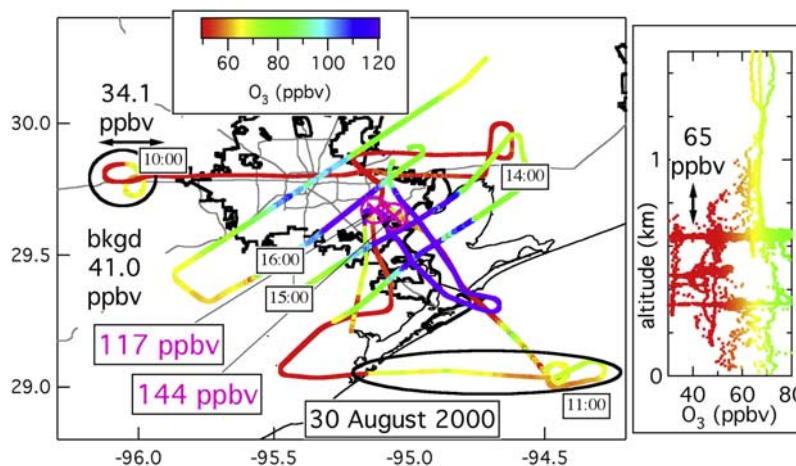 60 80 100 120
O3 (ppbv)
34.1
ppbv
30.0
10:00
bkgd
41.0
ppbv
29.5
14:00
16:00
15:00
117 ppbv
144 ppbv
29.0
30 August 2000
11:00
-96.0 -95.5 -95.0 -94.5
65
ppbv
1
altitude (km)
0
40 60 80
O3 (ppbv)